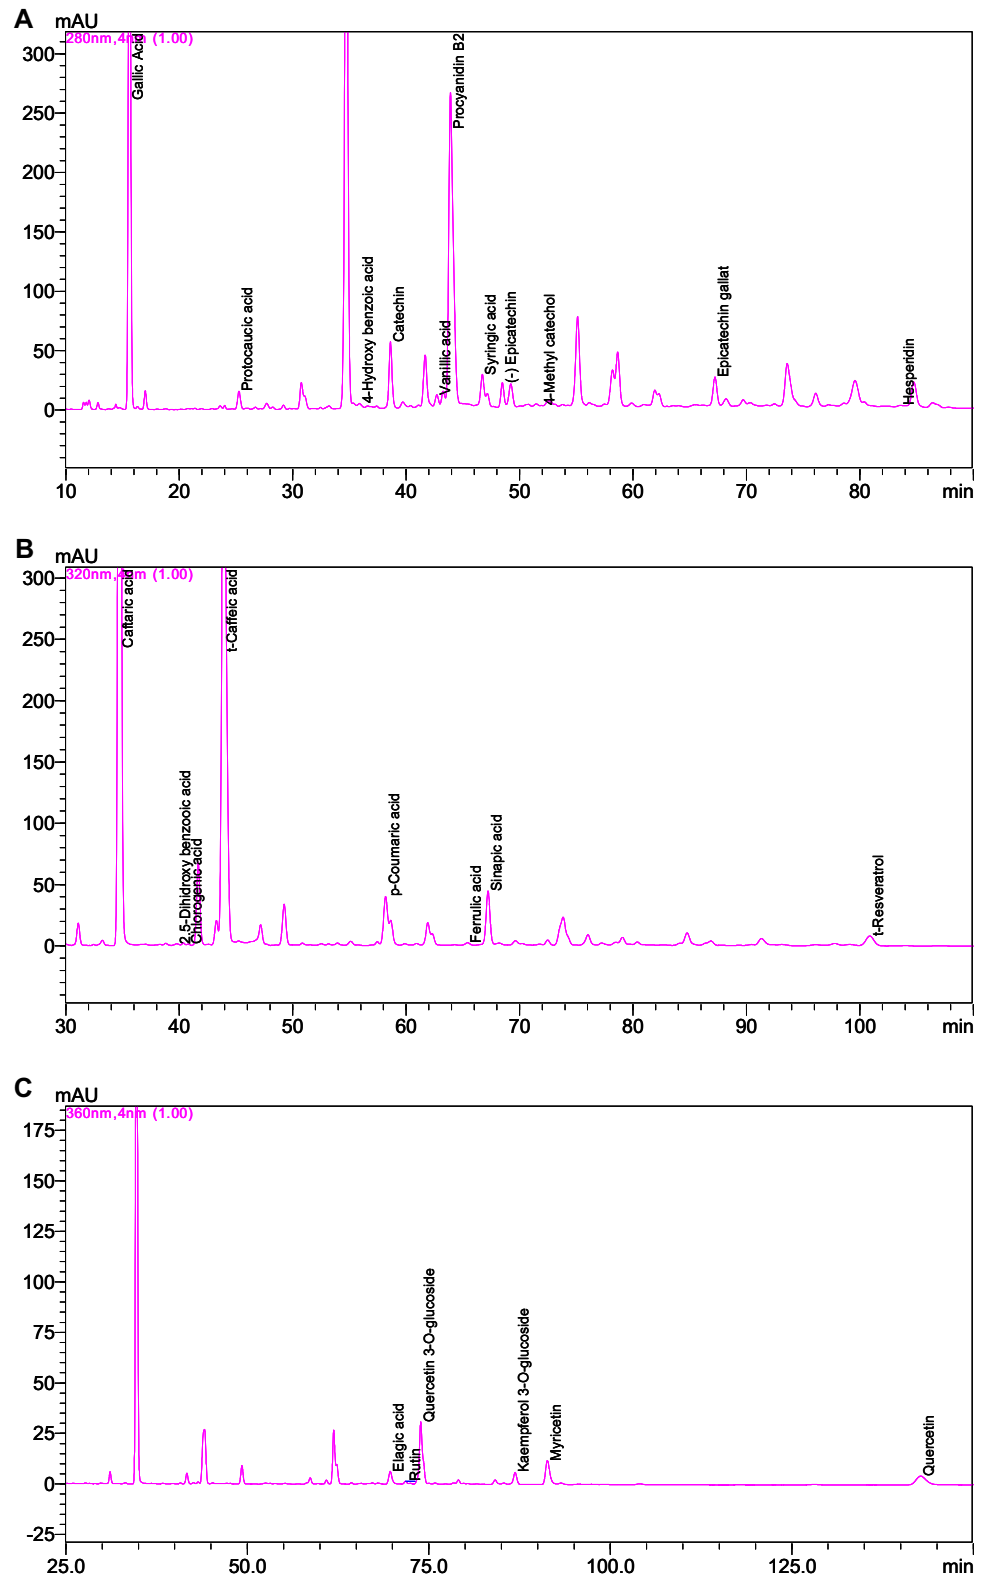 A
mAU
280nm,4nm (1.00)
300
250
200
150
100
50
0
Gallic Acid
Protocaucic acid
4-Hydroxy benzoic acid
Catechin
Vanillic acid
Procyanidin B2
Syringic acid
(-) Epicatechin
4-Methyl catechol
Epicatechin gallat
Hesperidin
10 20 30 40 50 60 70 80 min
B
mAU
320nm,4nm (1.00)
300
250
200
150
100
50
0
Caftaric acid
2,5-Dihidroxy benzooic acid
Chlorogenic acid
t-Caffeic acid
p-Coumaric acid
Ferrulic acid
Sinapic acid
t-Resveratrol
30 40 50 60 70 80 90 100 min
C
mAU
360nm,4nm (1.00)
175
150
125
100
75
50
25
0
-25
Elagic acid
Rutin
Quercetin 3-O-glucoside
Kaempferol 3-O-glucoside
Myricetin
Quercetin
25.0 50.0 75.0 100.0 125.0 min